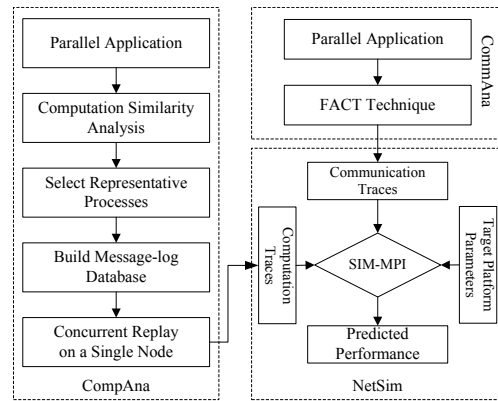 Parallel Application
Computation Similarity
Analysis
Select Representative
Processes
Build Message-log
Database
Concurrent Replay
on a Single Node
CompAna
Parallel Application
FACT Technique
CommAna
Communication
Traces
Computation
Traces
SIM-MPI
Target Platform
Parameters
Predicted
Performance
NetSim